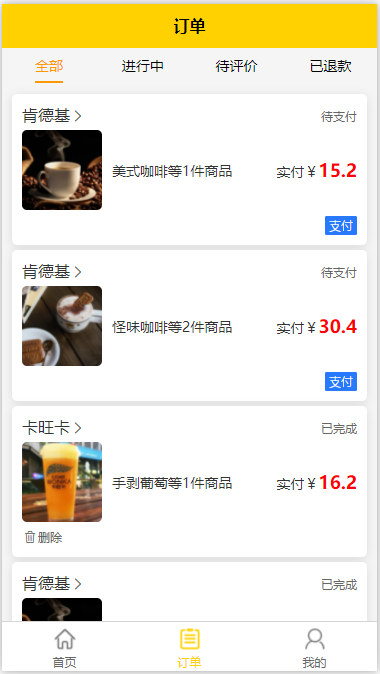 订单
全部 进行中 待评价 已退款
肯德基 >
待支付
美式咖啡等1件商品 实付￥15.2
支付
肯德基 >
待支付
怪味咖啡等2件商品 实付￥30.4
支付
卡旺卡 >
已完成
手剥葡萄等1件商品 实付￥16.2
删除
肯德基 >
已完成
首页 订单 我的